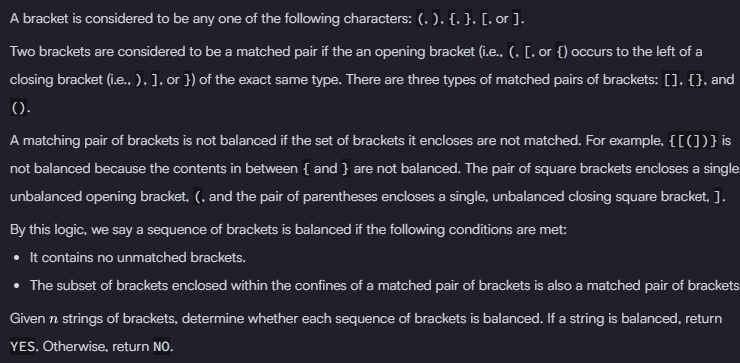 A bracket is considered to be any one of the following characters: (, ), {, }, [, or ].
Two brackets are considered to be a matched pair if the an opening bracket (i.e., (, [, or {) occurs to the left of a
closing bracket (i.e., ), ], or }) of the exact same type. There are three types of matched pairs of brackets: [], {}, and
().
A matching pair of brackets is not balanced if the set of brackets it encloses are not matched. For example, {[(])} is
not balanced because the contents in between { and } are not balanced. The pair of square brackets encloses a single,
unbalanced opening bracket, (, and the pair of parentheses encloses a single, unbalanced closing square bracket, ].
By this logic, we say a sequence of brackets is balanced if the following conditions are met:
• It contains no unmatched brackets.
• The subset of brackets enclosed within the confines of a matched pair of brackets is also a matched pair of brackets
Given n strings of brackets, determine whether each sequence of brackets is balanced. If a string is balanced, return
YES. Otherwise, return NO.